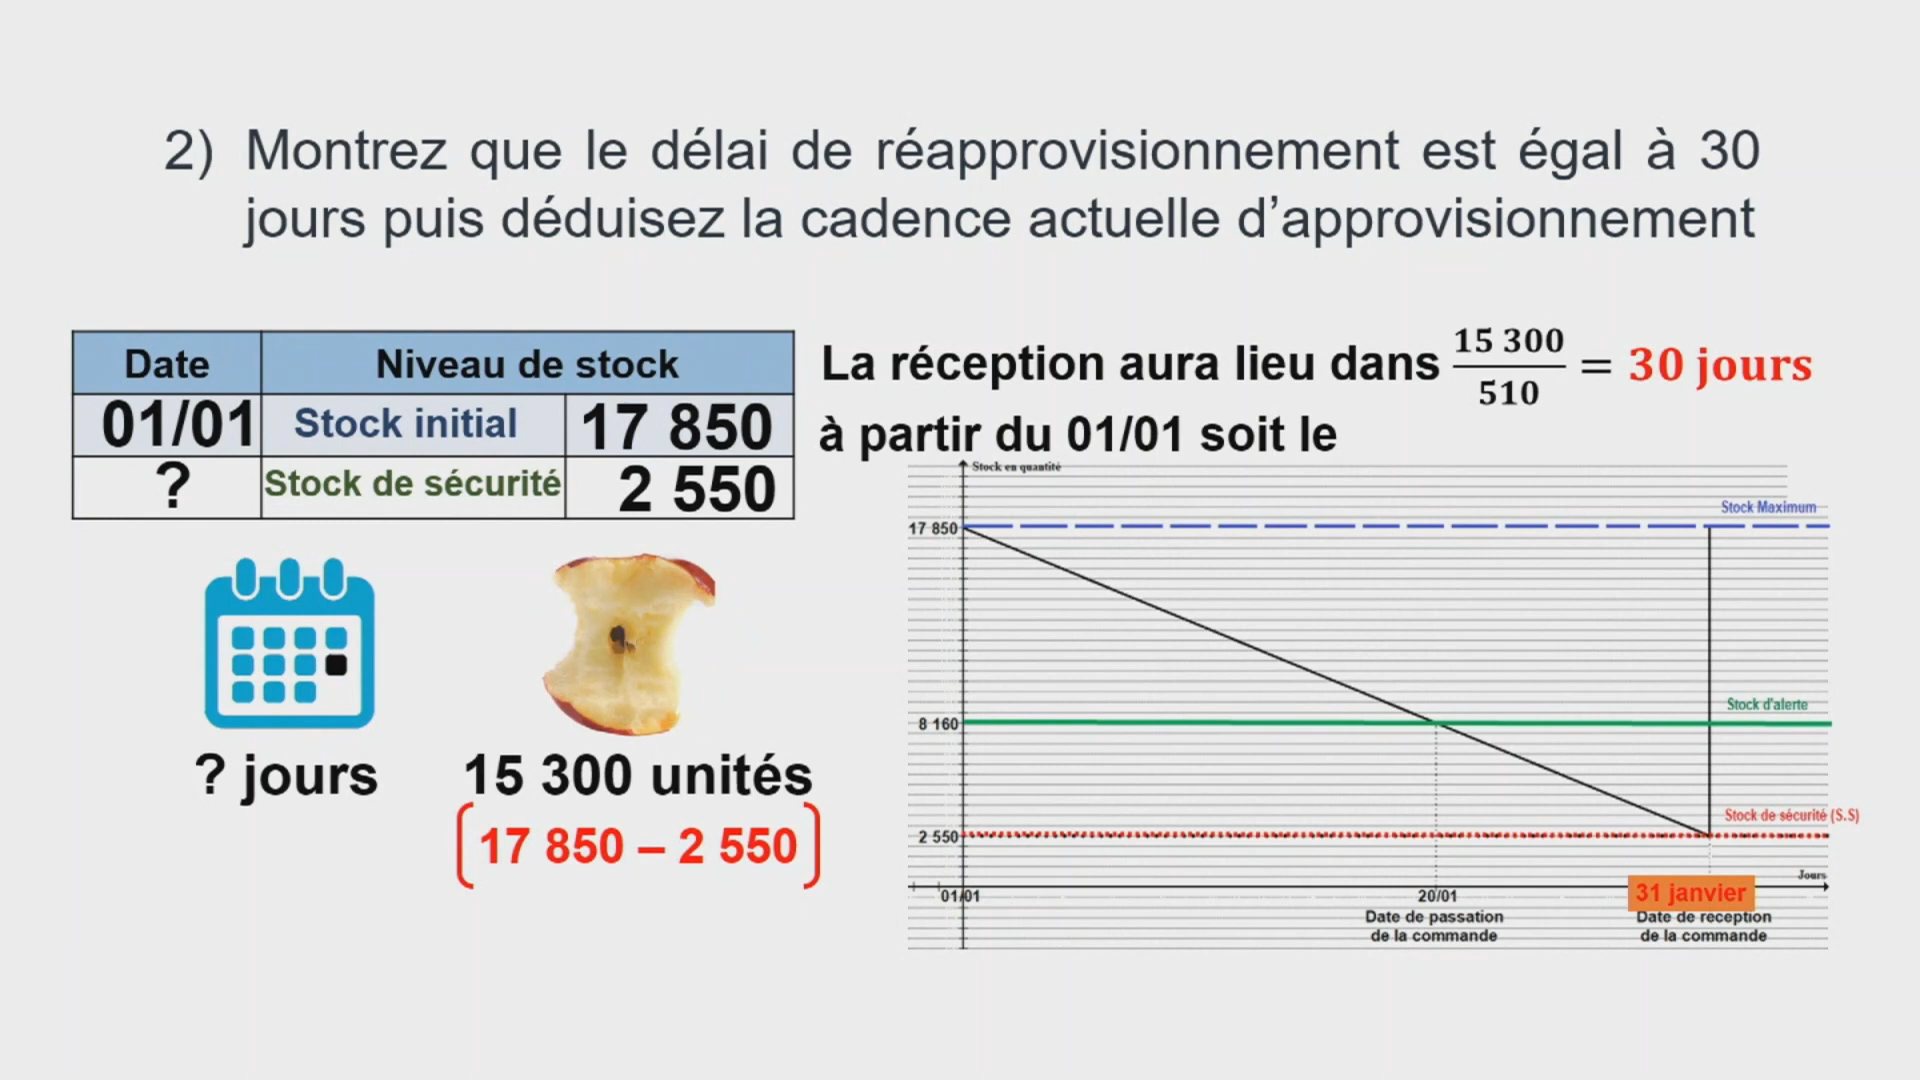 2) Montrez que le délai de réapprovisionnement est égal à 30
jours puis déduisez la cadence actuelle d’approvisionnement
Date Niveau de stock
01/01 Stock initial 17 850
? Stock de sécurité 2 550
La réception aura lieu dans 15 300 / 510 = 30 jours
à partir du 01/01 soit le
? jours
15 300 unités
17 850 – 2 550
Stock en quantité
Stock Maximum
17 850
Stock d'alerte
8 160
Stock de sécurité (S.S)
2 550
Jours
01/01 20/01 31 janvier
Date de passation
de la commande
Date de reception
de la commande